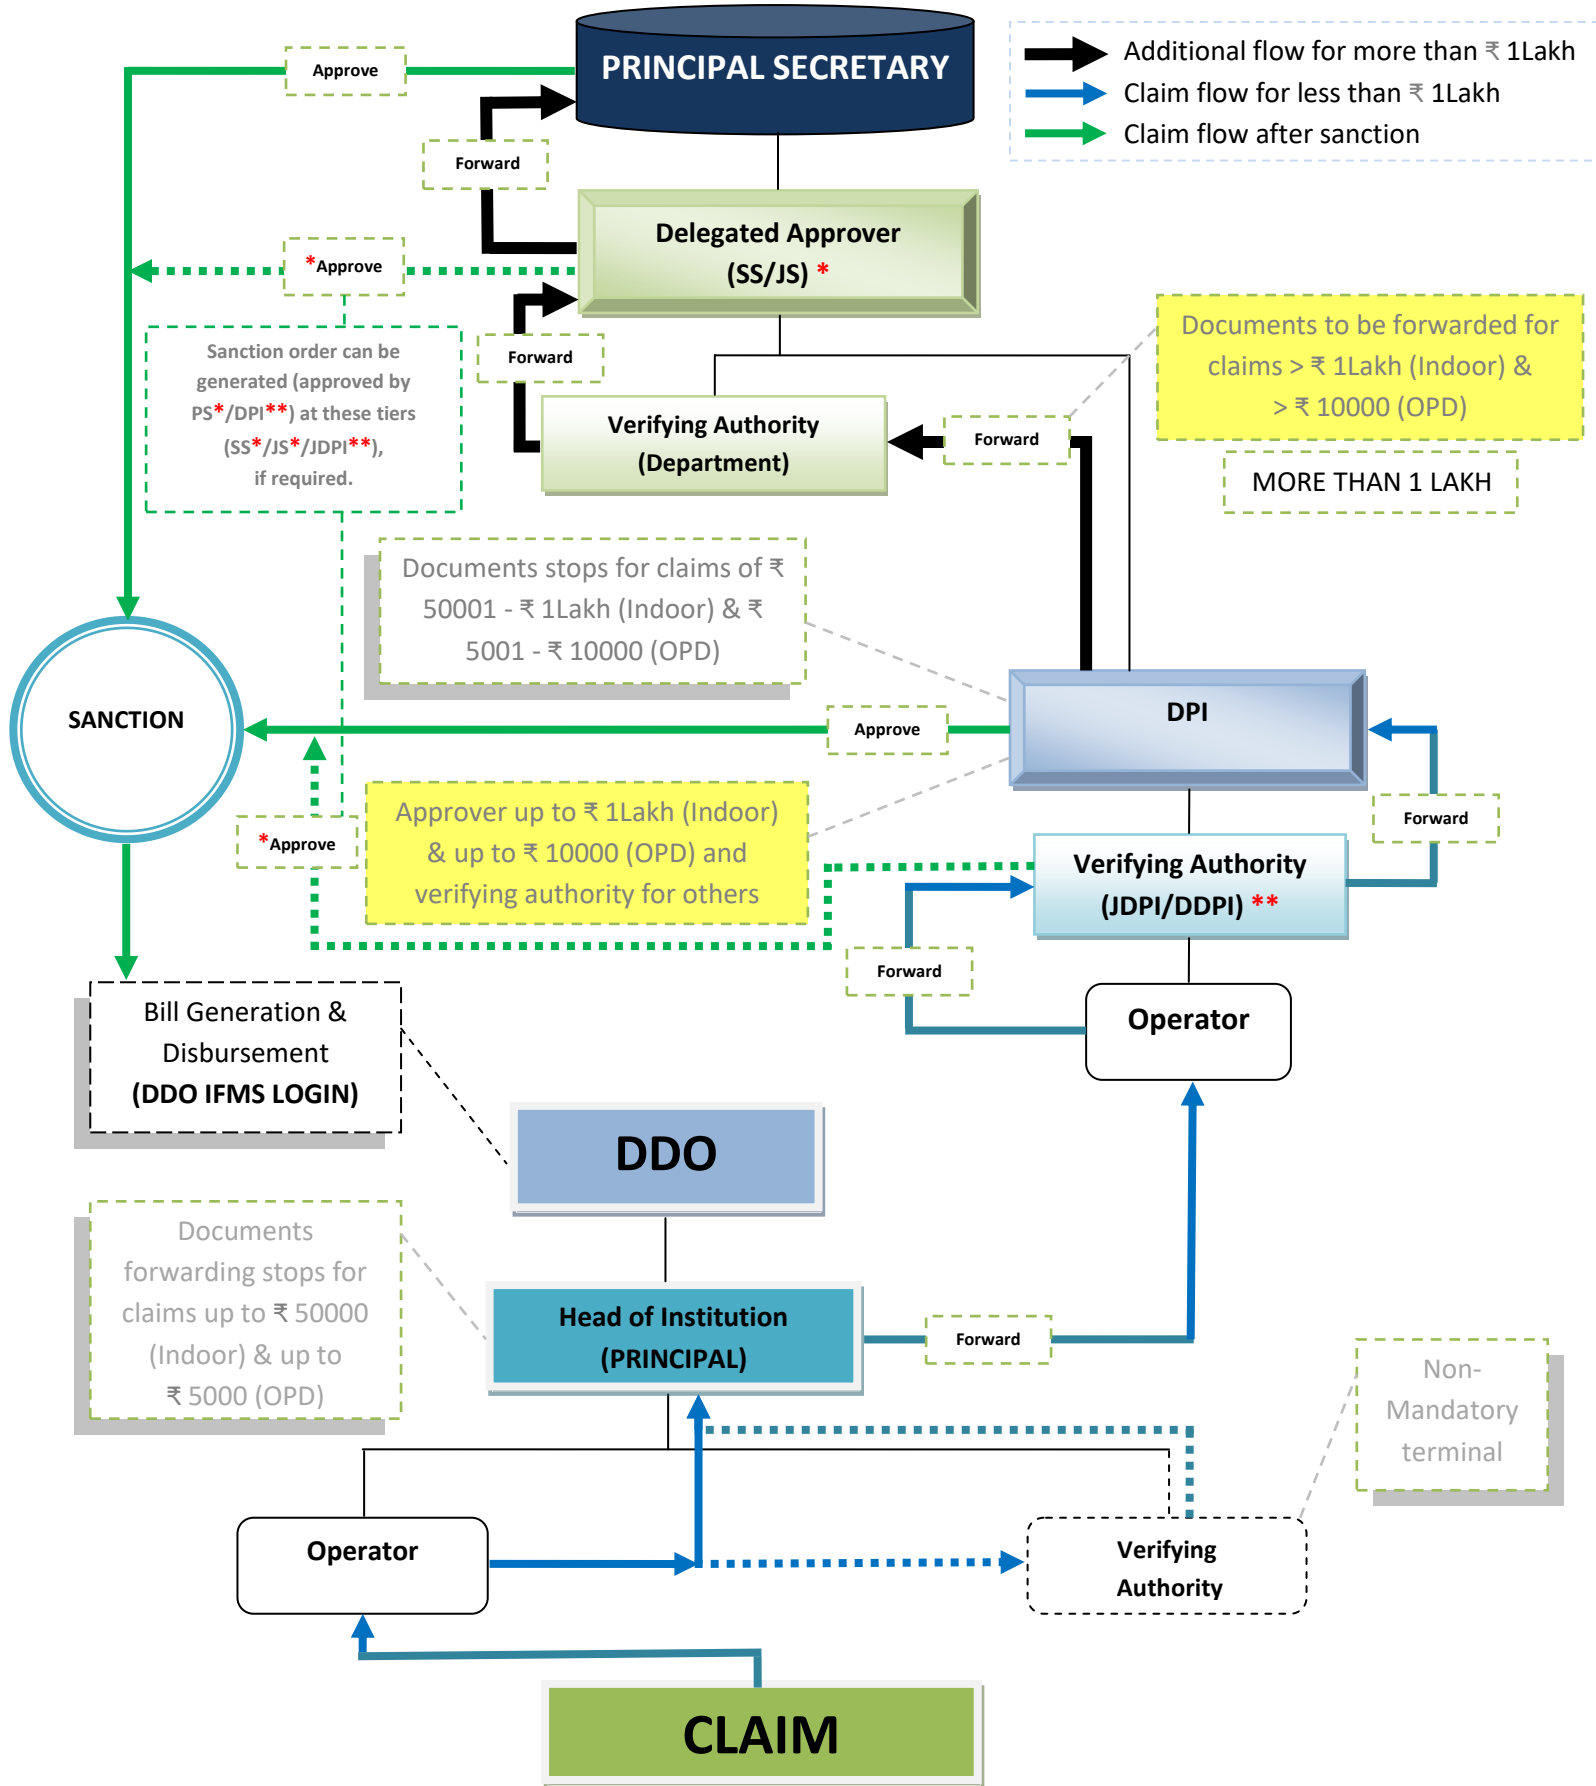 PRINCIPAL SECRETARY
Additional flow for more than ₹ 1Lakh
Claim flow for less than ₹ 1Lakh
Claim flow after sanction
Approve
Forward
Delegated Approver
(SS/JS) *
*Approve
Sanction order can be
generated (approved by
PS*/DPI**) at these tiers
(SS*/JS*/JDPI**),
if required.
Forward
Verifying Authority
(Department)
Forward
Documents to be forwarded for
claims > ₹ 1Lakh (Indoor) &
> ₹ 10000 (OPD)
MORE THAN 1 LAKH
Documents stops for claims of ₹
50001 - ₹ 1Lakh (Indoor) & ₹
5001 - ₹ 10000 (OPD)
SANCTION
Approve
DPI
*Approve
Approver up to ₹ 1Lakh (Indoor)
& up to ₹ 10000 (OPD) and
verifying authority for others
Forward
Verifying Authority
(JDPI/DDPI) **
Forward
Operator
Bill Generation &
Disbursement
(DDO IFMS LOGIN)
DDO
Documents
forwarding stops for
claims up to ₹ 50000
(Indoor) & up to
₹ 5000 (OPD)
Head of Institution
(PRINCIPAL)
Forward
Non-
Mandatory
terminal
Operator
Verifying
Authority
CLAIM